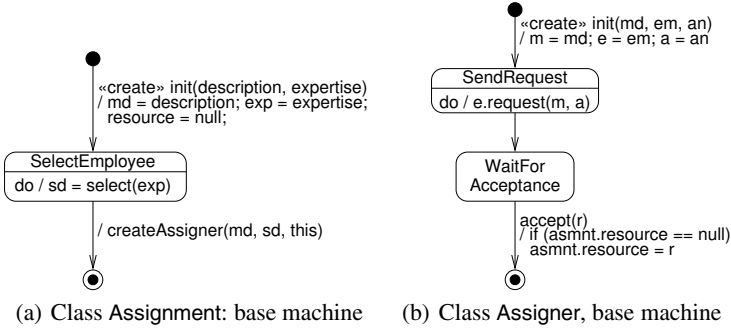 «create» init(description, expertise)
/ md = description; exp = expertise;
resource = null;
SelectEmployee
do / sd = select(exp)
/ createAssigner(md, sd, this)
(a) Class Assignment: base machine
«create» init(md, em, an)
/ m = md; e = em; a = an
SendRequest
do / e.request(m, a)
WaitFor
Acceptance
accept(r)
/ if (asmnt.resource == null)
asmnt.resource = r
(b) Class Assigner, base machine